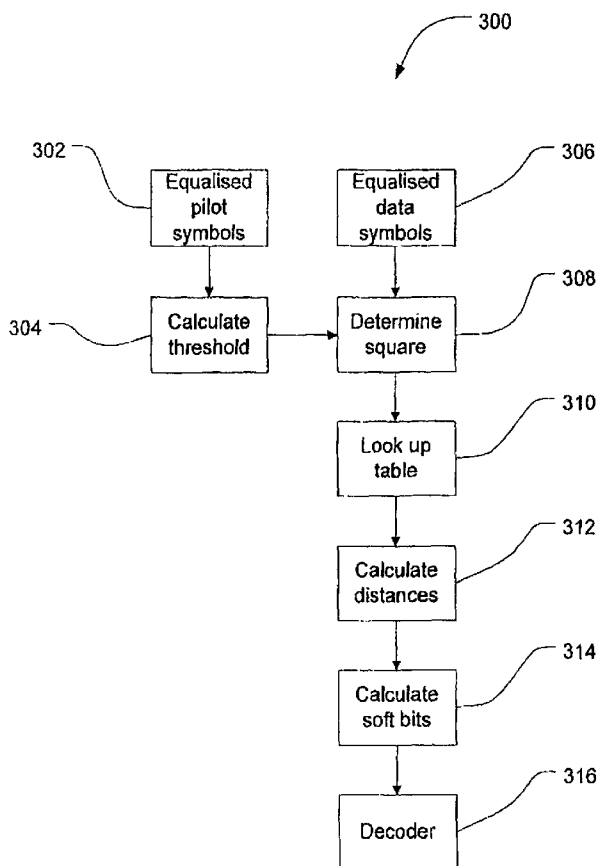 300
302
306
Equalised
pilot
symbols
Equalised
data
symbols
308
304
Calculate
threshold
Determine
square
310
Look up
table
312
Calculate
distances
314
Calculate
soft bits
316
Decoder